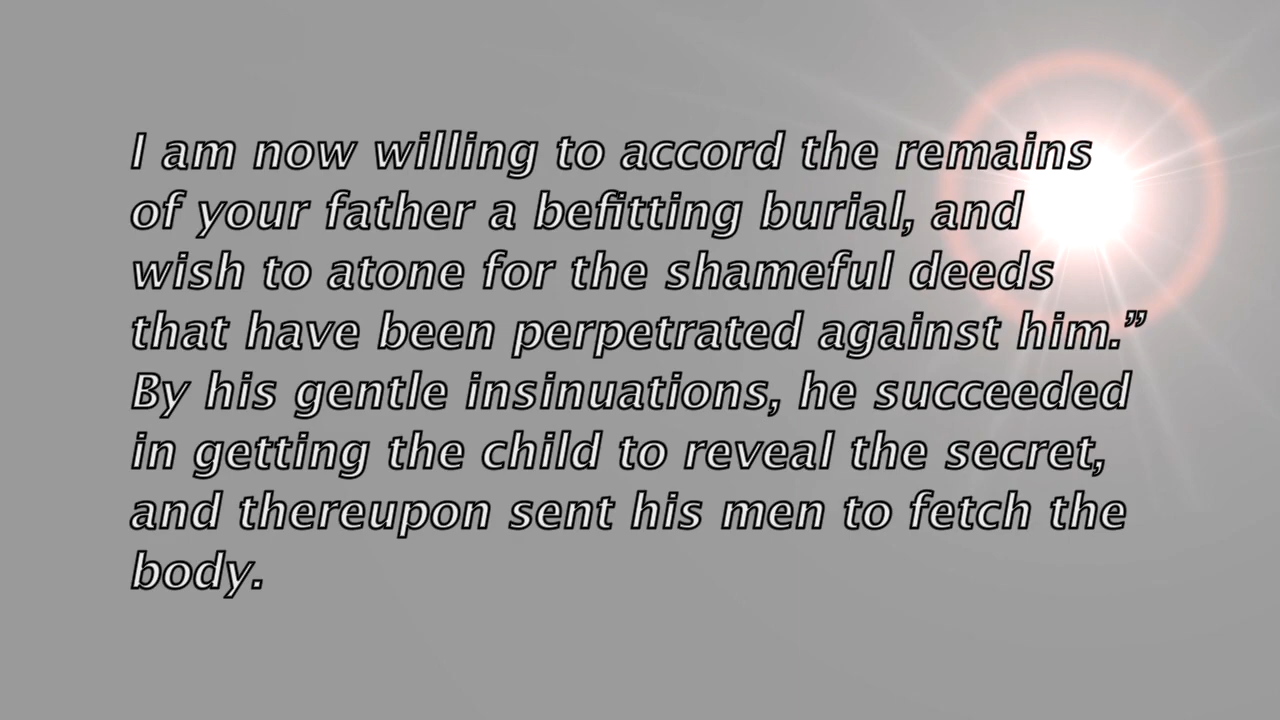 I am now willing to accord the remains
of your father a befitting burial, and
wish to atone for the shameful deeds
that have been perpetrated against him.”
By his gentle insinuations, he succeeded
in getting the child to reveal the secret,
and thereupon sent his men to fetch the
body.